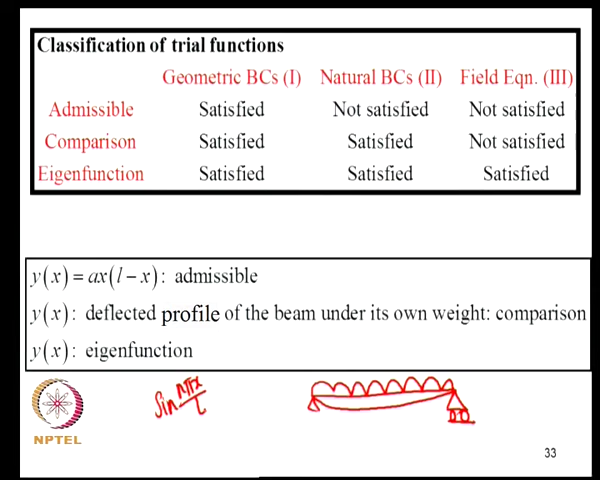 Classification of trial functions
Geometric BCs (I) Natural BCs (II) Field Eqn. (III)
Admissible Satisfied Not satisfied Not satisfied
Comparison Satisfied Satisfied Not satisfied
Eigenfunction Satisfied Satisfied Satisfied
y(x) = ax(l − x): admissible
y(x): deflected profile of the beam under its own weight: comparison
y(x): eigenfunction
Sin nπx/L
NPTEL
33